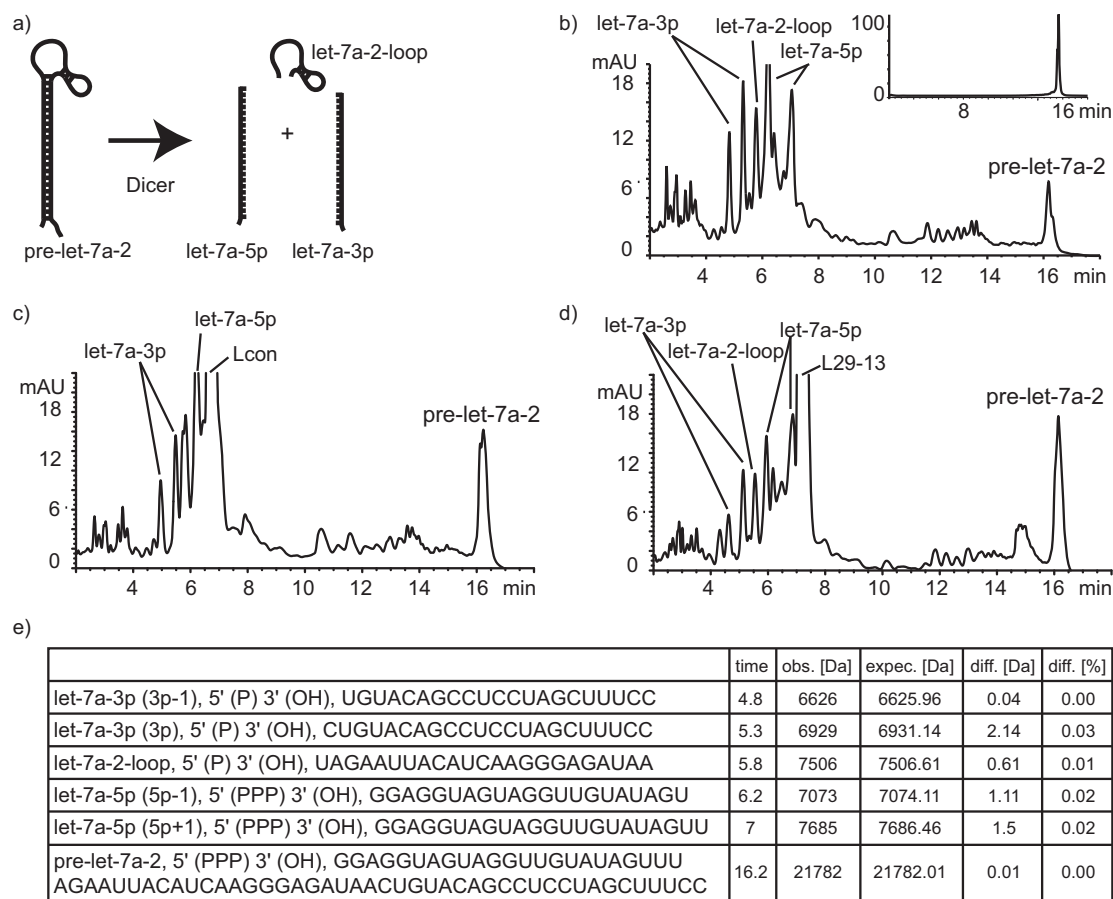 a)
let-7a-2-loop
+
Dicer
pre-let-7a-2
let-7a-5p
let-7a-3p
b)
let-7a-3p
let-7a-2-loop
let-7a-5p
100
0
8
16 min
mAU
18
12
6
0
pre-let-7a-2
4 6 8 10 12 14 16
min
c)
let-7a-5p
let-7a-3p
Lcon
mAU
18
12
6
0
pre-let-7a-2
4 6 8 10 12 14 16
min
d)
let-7a-3p
let-7a-5p
let-7a-2-loop
L29-13
mAU
18
12
6
0
pre-let-7a-2
4 6 8 10 12 14 16
min
e)
time obs. [Da] expec. [Da] diff. [Da] diff. [%]
let-7a-3p (3p-1), 5' (P) 3' (OH), UGUACAGCCUCCUAGCUUUCC 4.8 6626 6625.96 0.04 0.00
let-7a-3p (3p), 5' (P) 3' (OH), CUGUACAGCCUCCUAGCUUUCC 5.3 6929 6931.14 2.14 0.03
let-7a-2-loop, 5' (P) 3' (OH), UAGAAUUACAUCAAGGGAGAUAA 5.8 7506 7506.61 0.61 0.01
let-7a-5p (5p-1), 5' (PPP) 3' (OH), GGAGGUAGUAGGUUGUAUAGU 6.2 7073 7074.11 1.11 0.02
let-7a-5p (5p+1), 5' (PPP) 3' (OH), GGAGGUAGUAGGUUGUAUAGUU 7 7685 7686.46 1.5 0.02
pre-let-7a-2, 5' (PPP) 3' (OH), GGAGGUAGUAGGUUGUAUAGUUU
AGAAUUACAUCAAGGGAGAUAACUGUACAGCCUCCUAGCUUUCC 16.2 21782 21782.01 0.01 0.00